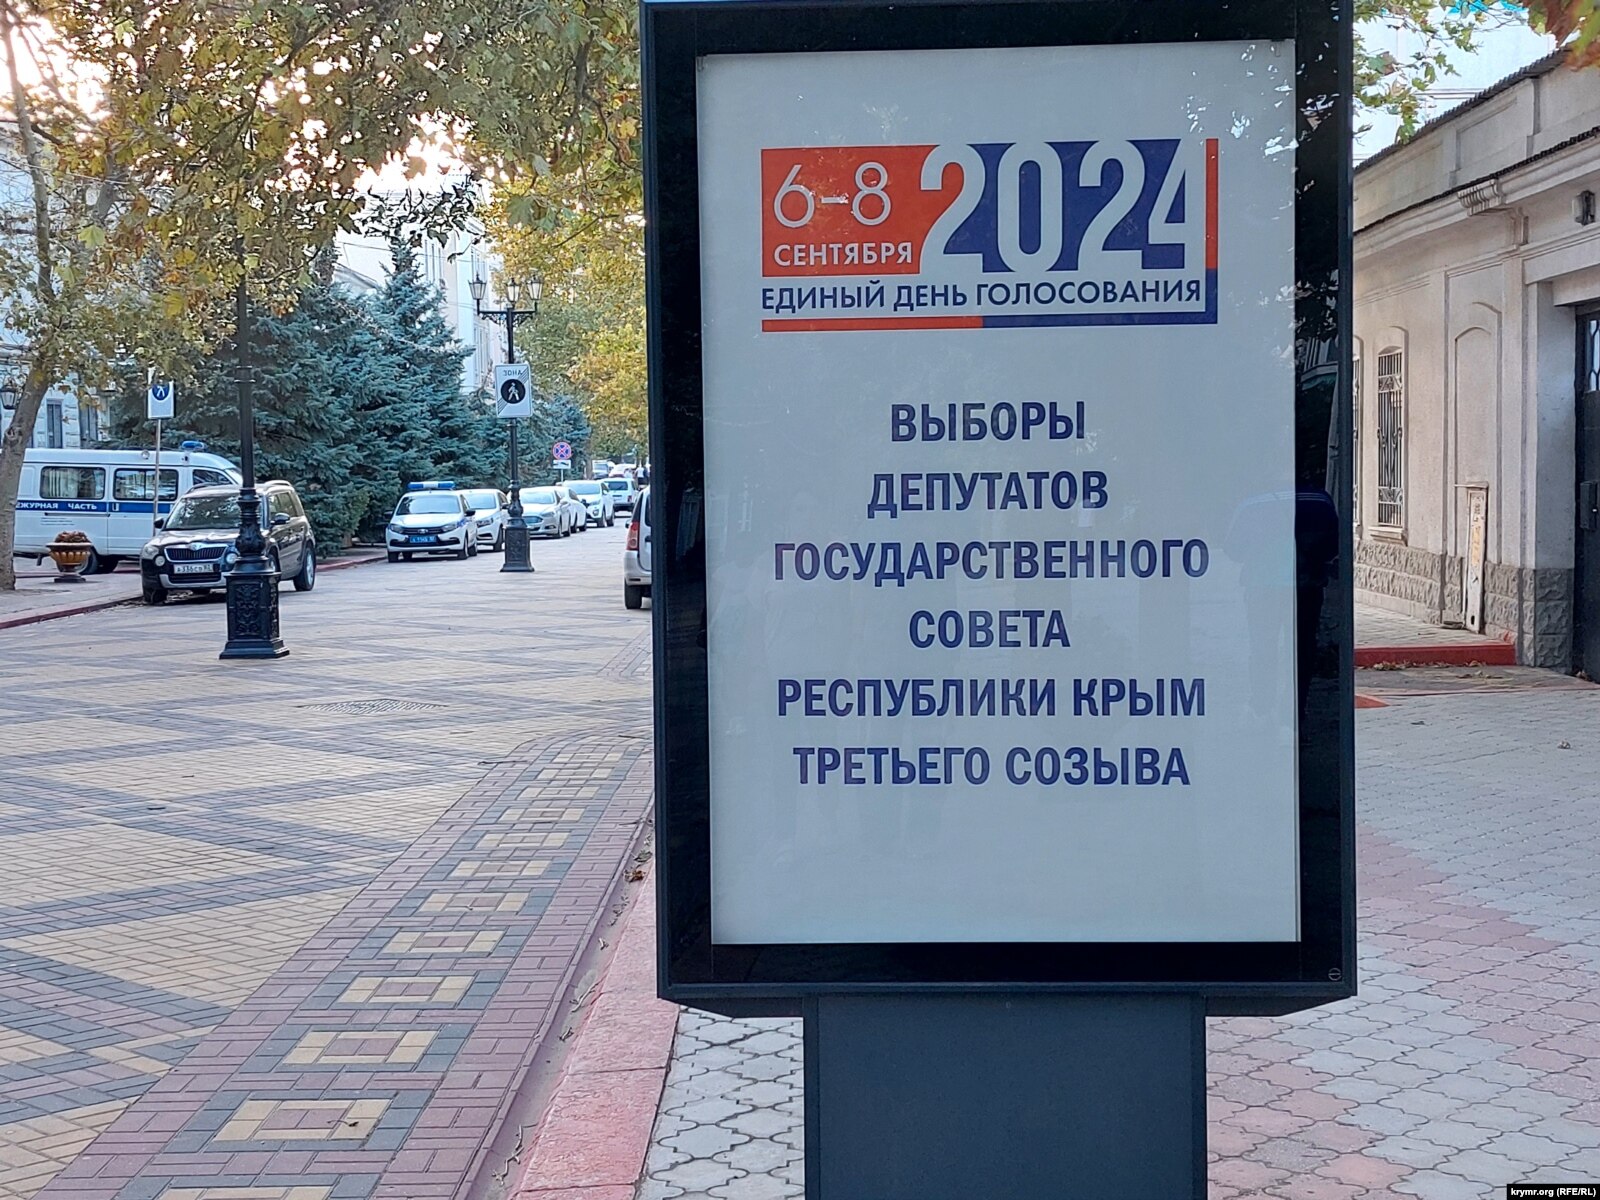 6-8
СЕНТЯБРЯ
2024
ЕДИНЫЙ ДЕНЬ ГОЛОСОВАНИЯ
ВЫБОРЫ
ДЕПУТАТОВ
ГОСУДАРСТВЕННОГО
СОВЕТА
РЕСПУБЛИКИ КРЫМ
ТРЕТЬЕГО СОЗЫВА
ЗОНА
ЧАСТЬ
krymr.org (RFE/RL)